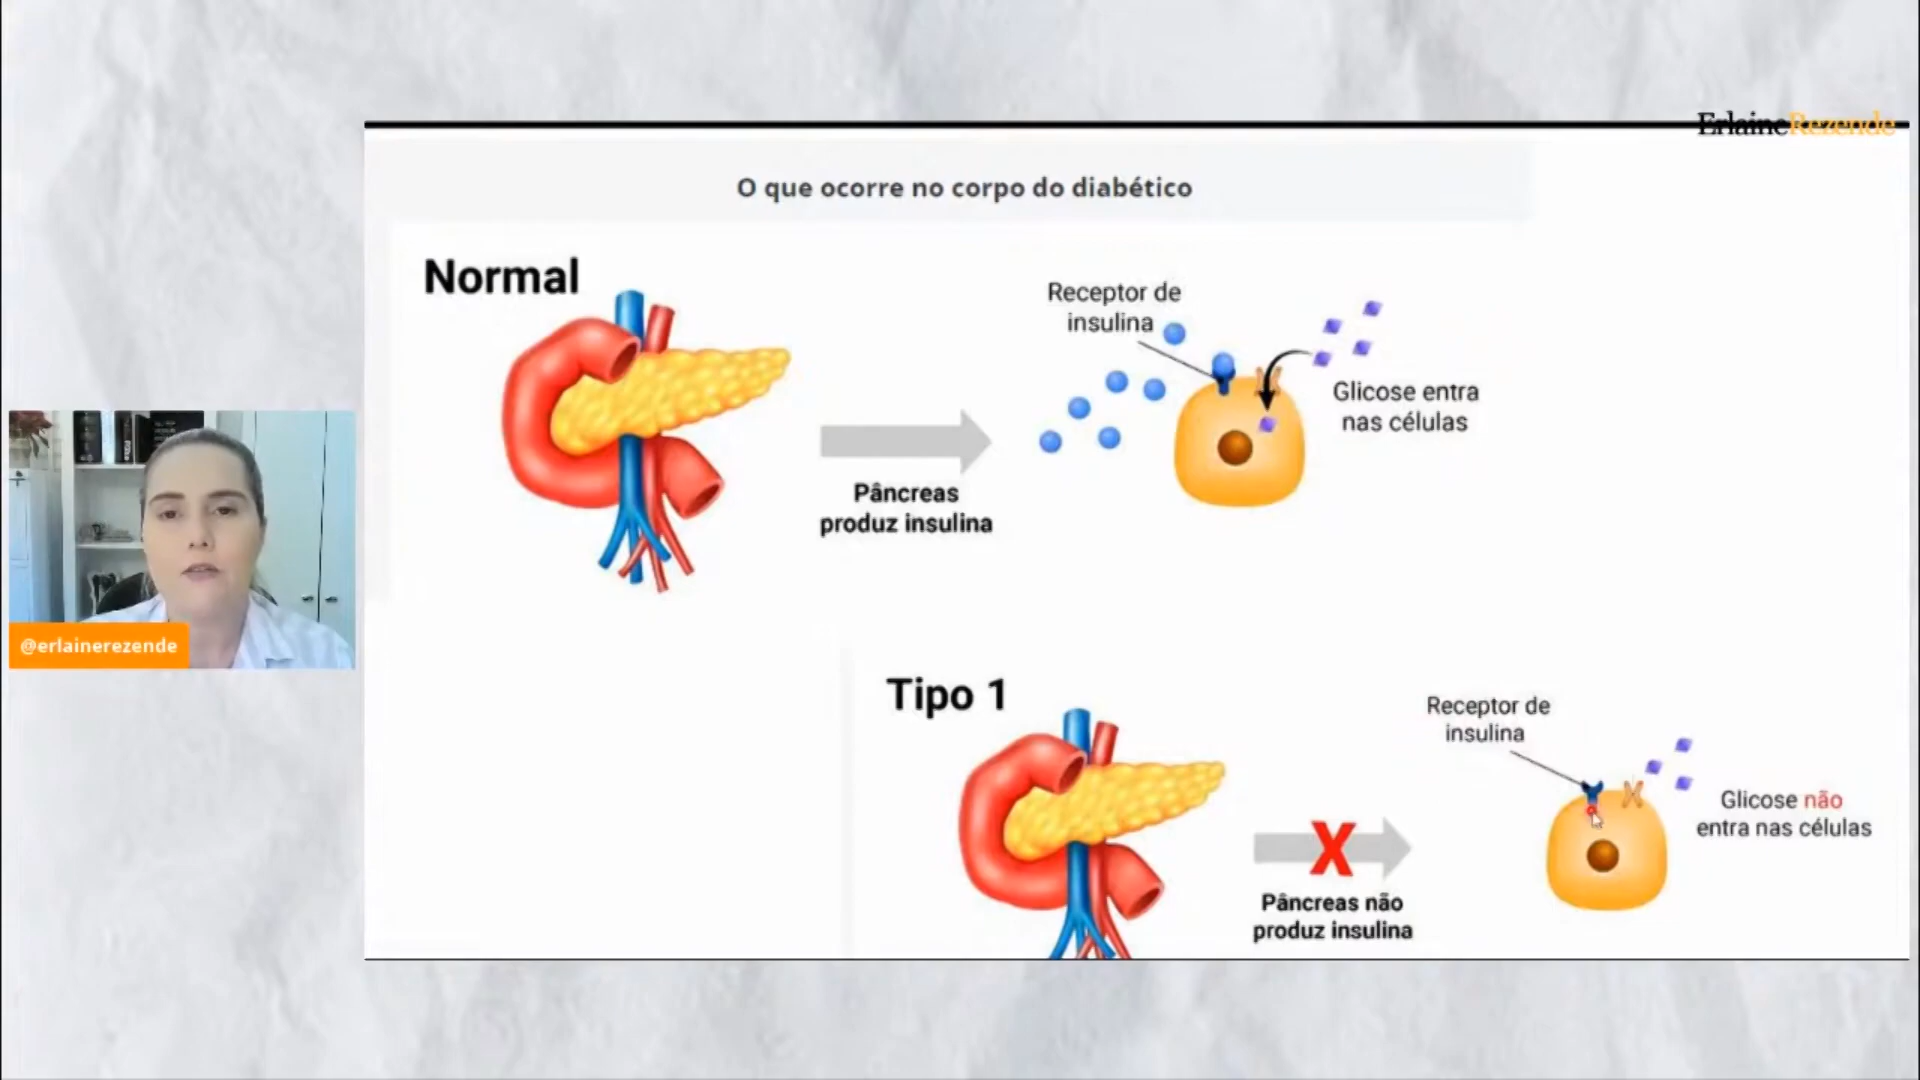 ErlaineRezende
O que ocorre no corpo do diabético
Normal
Receptor de
insulina
Glicose entra
nas células
Pâncreas
produz insulina
@erlainerezende
Tipo 1
Receptor de
insulina
Glicose não
entra nas células
Pâncreas não
produz insulina